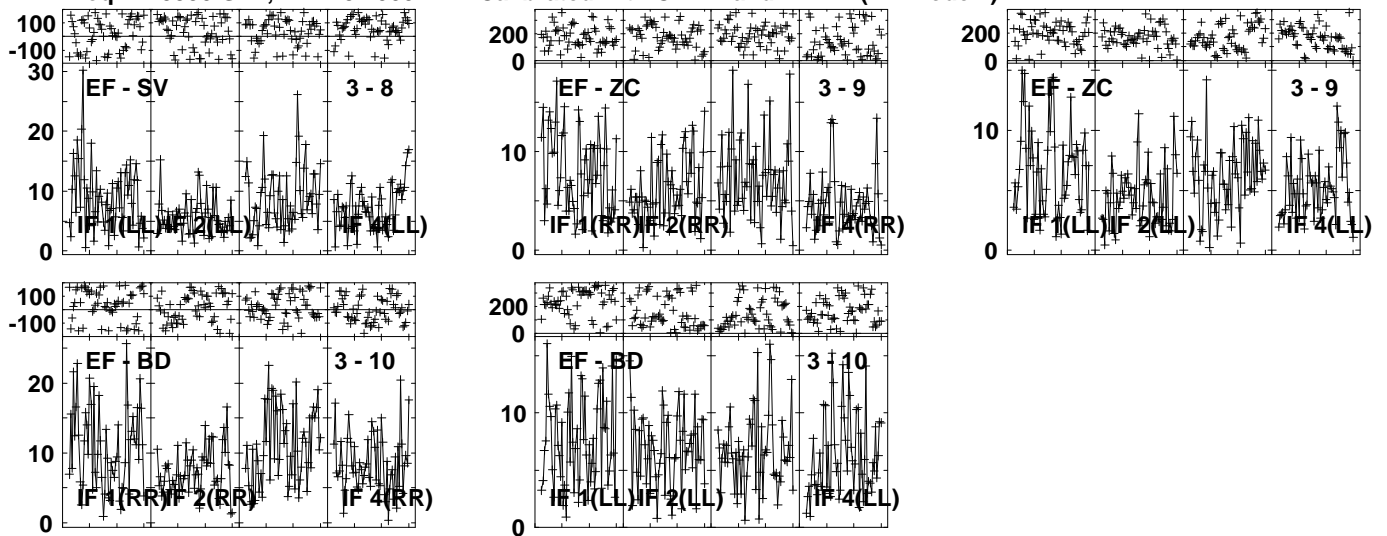 100
-100
30
20
10
0
EF - SV
3 - 8
IF 1(LL)
IF 2(LL)
IF 4(LL)
200
0
10
0
EF - ZC
3 - 9
IF 1(RR)
IF 2(RR)
IF 4(RR)
200
0
10
0
EF - ZC
3 - 9
IF 1(LL)
IF 2(LL)
IF 4(LL)
100
-100
20
10
0
EF - BD
3 - 10
IF 1(RR)
IF 2(RR)
IF 4(RR)
200
0
10
0
EF - BD
3 - 10
IF 1(LL)
IF 2(LL)
IF 4(LL)